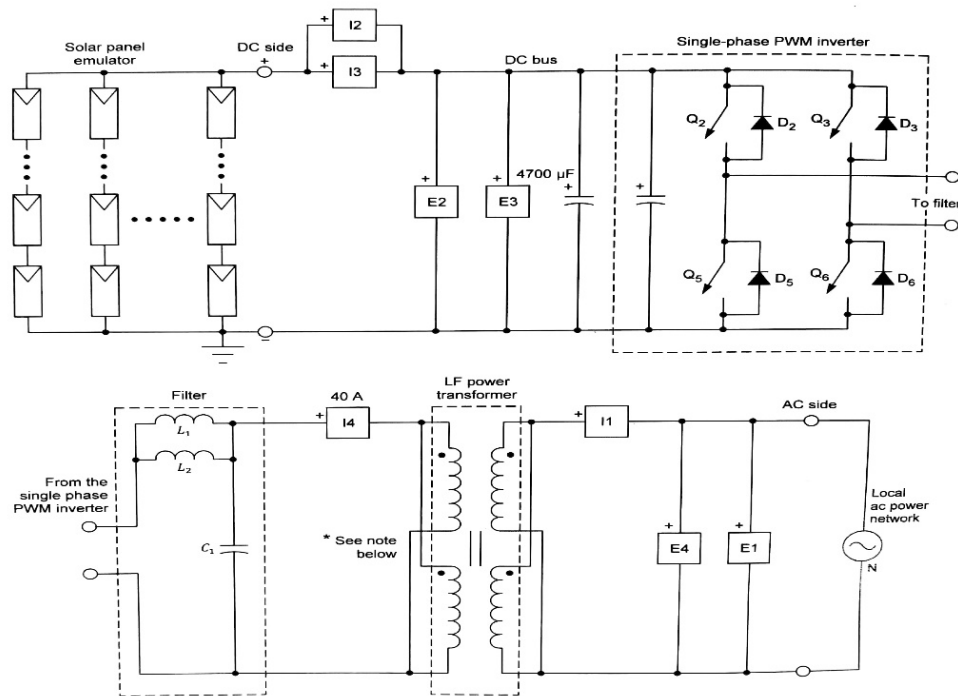 Solar panel
emulator
DC side
+
+
I2
+
I3
DC bus
Single-phase PWM inverter
+
E2
+
E3
4700 µF
+
+
Q2
D2
Q3
D3
To filter
Q5
D5
Q6
D6
−
Filter
L1
L2
C1
From the
single phase
PWM inverter
40 A
+
I4
LF power
transformer
* See note
below
+
I1
AC side
+
E4
+
E1
Local
ac power
network
N